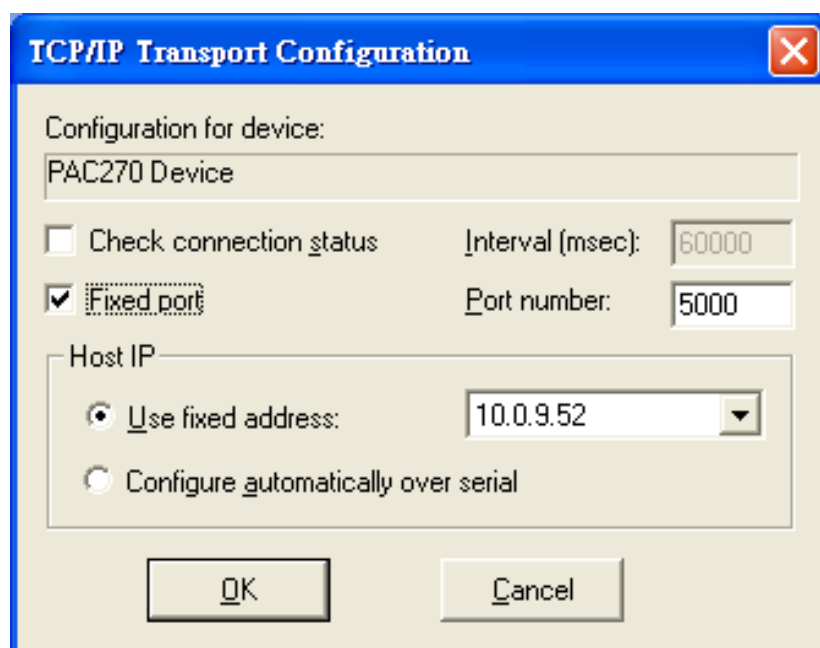 TCP/IP Transport Configuration
Configuration for device:
PAC270 Device
Check connection status Interval (msec): 60000
Fixed port Port number: 5000
Host IP
Use fixed address: 10.0.9.52
Configure automatically over serial
OK Cancel